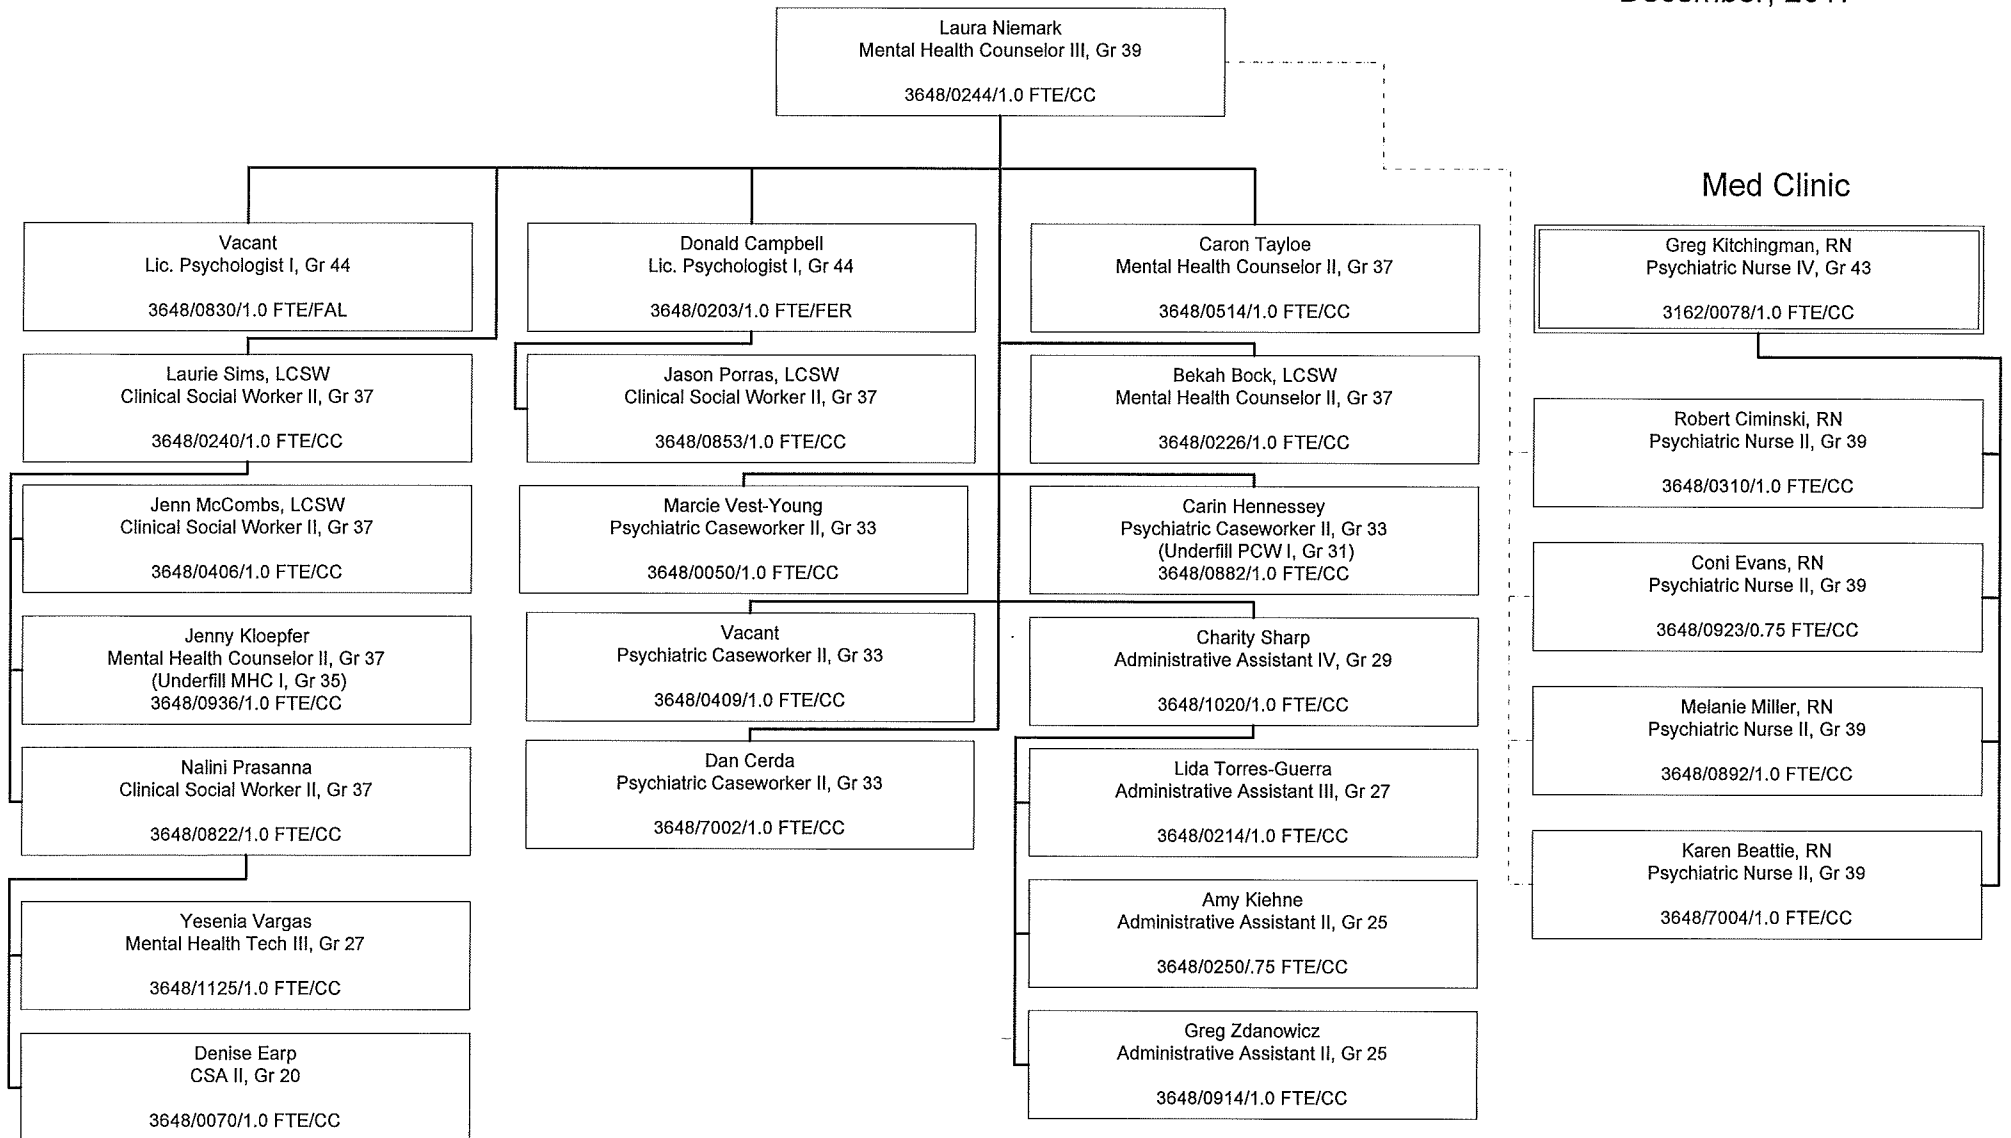 Laura Niemark
Mental Health Counselor III, Gr 39
3648/0244/1.0 FTE/CC
Med Clinic
Vacant
Lic. Psychologist I, Gr 44
3648/0830/1.0 FTE/FAL
Donald Campbell
Lic. Psychologist I, Gr 44
3648/0203/1.0 FTE/FER
Caron Tayloe
Mental Health Counselor II, Gr 37
3648/0514/1.0 FTE/CC
Greg Kitchingman, RN
Psychiatric Nurse IV, Gr 43
3162/0078/1.0 FTE/CC
Laurie Sims, LCSW
Clinical Social Worker II, Gr 37
3648/0240/1.0 FTE/CC
Jason Porras, LCSW
Clinical Social Worker II, Gr 37
3648/0853/1.0 FTE/CC
Bekah Bock, LCSW
Mental Health Counselor II, Gr 37
3648/0226/1.0 FTE/CC
Robert Ciminski, RN
Psychiatric Nurse II, Gr 39
3648/0310/1.0 FTE/CC
Jenn McCombs, LCSW
Clinical Social Worker II, Gr 37
3648/0406/1.0 FTE/CC
Marcie Vest-Young
Psychiatric Caseworker II, Gr 33
3648/0050/1.0 FTE/CC
Carin Hennessey
Psychiatric Caseworker II, Gr 33
(Underfill PCW I, Gr 31)
3648/0882/1.0 FTE/CC
Coni Evans, RN
Psychiatric Nurse II, Gr 39
3648/0923/0.75 FTE/CC
Jenny Kloepfer
Mental Health Counselor II, Gr 37
(Underfill MHC I, Gr 35)
3648/0936/1.0 FTE/CC
Vacant
Psychiatric Caseworker II, Gr 33
3648/0409/1.0 FTE/CC
Charity Sharp
Administrative Assistant IV, Gr 29
3648/1020/1.0 FTE/CC
Melanie Miller, RN
Psychiatric Nurse II, Gr 39
3648/0892/1.0 FTE/CC
Nalini Prasanna
Clinical Social Worker II, Gr 37
3648/0822/1.0 FTE/CC
Dan Cerda
Psychiatric Caseworker II, Gr 33
3648/7002/1.0 FTE/CC
Lida Torres-Guerra
Administrative Assistant III, Gr 27
3648/0214/1.0 FTE/CC
Karen Beattie, RN
Psychiatric Nurse II, Gr 39
3648/7004/1.0 FTE/CC
Yesenia Vargas
Mental Health Tech III, Gr 27
3648/1125/1.0 FTE/CC
Amy Kiehne
Administrative Assistant II, Gr 25
3648/0250/.75 FTE/CC
Denise Earp
CSA II, Gr 20
3648/0070/1.0 FTE/CC
Greg Zdanowicz
Administrative Assistant II, Gr 25
3648/0914/1.0 FTE/CC